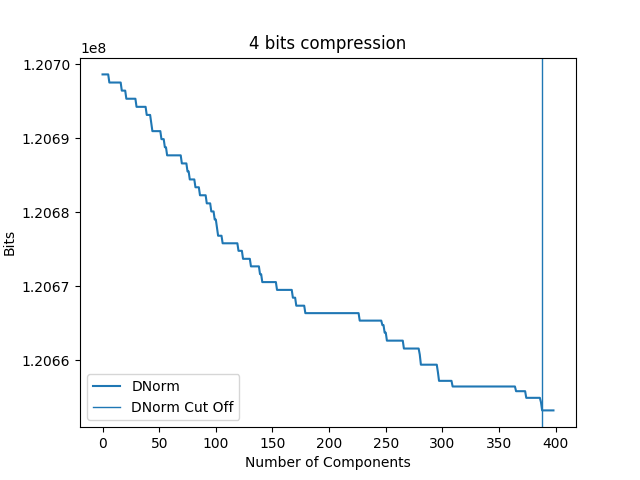 4 bits compression
1e8
1.2070
1.2069
1.2068
1.2067
1.2066
Bits
DNorm
DNorm Cut Off
0 50 100 150 200 250 300 350 400
Number of Components